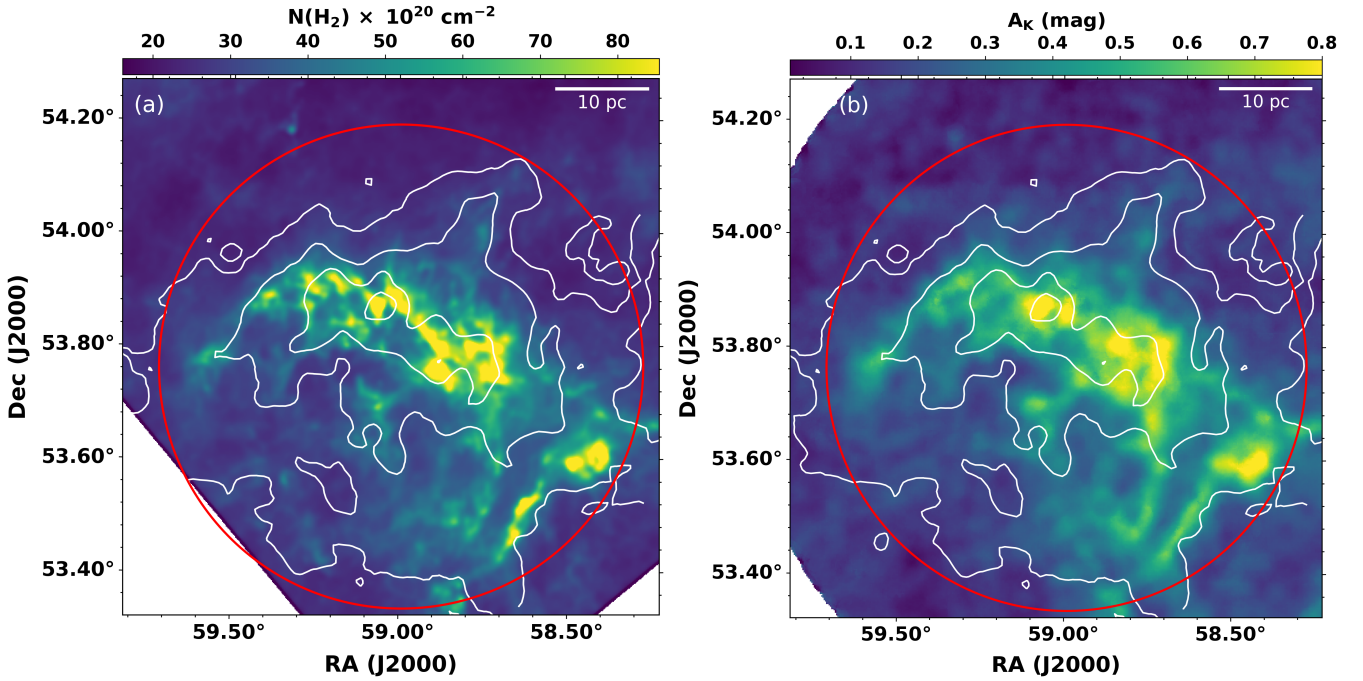 N(H₂) × 10²⁰ cm⁻²
20 30 40 50 60 70 80
(a)
10 pc
54.20°
54.00°
53.80°
53.60°
53.40°
Dec (J2000)
59.50° 59.00° 58.50°
RA (J2000)
A_K (mag)
0.1 0.2 0.3 0.4 0.5 0.6 0.7 0.8
(b)
10 pc
54.20°
54.00°
53.80°
53.60°
53.40°
Dec (J2000)
59.50° 59.00° 58.50°
RA (J2000)